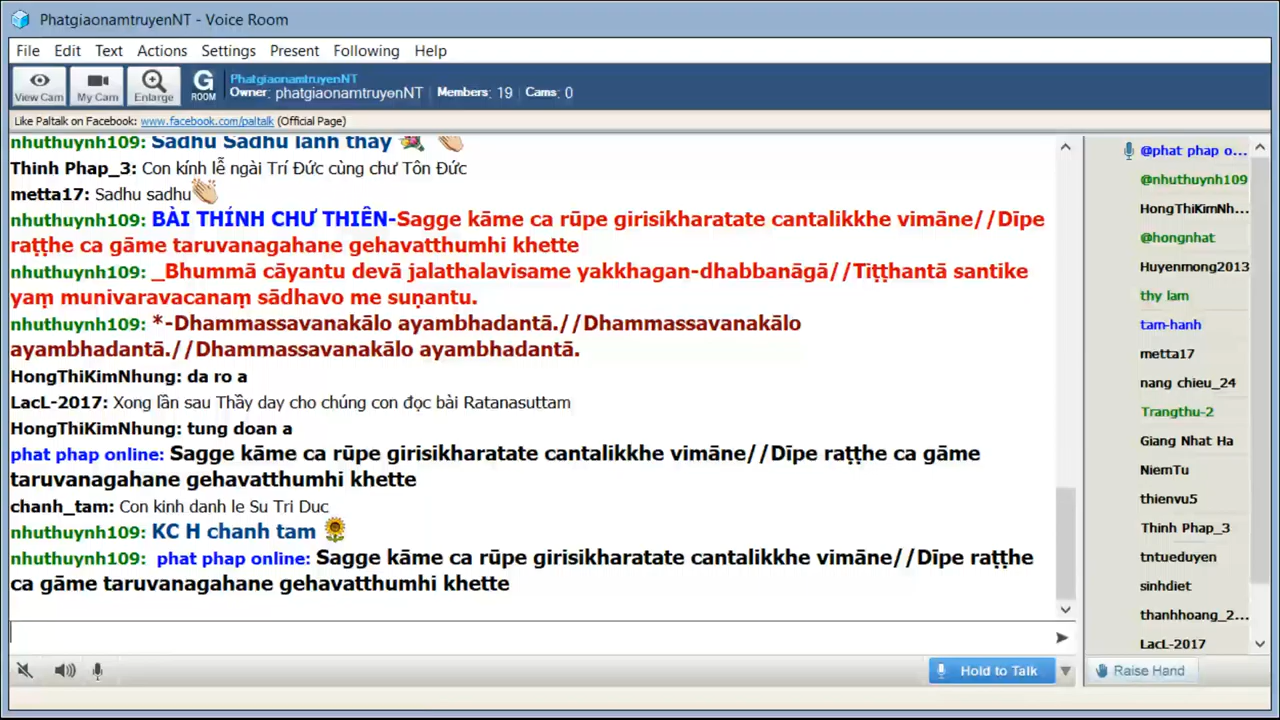 PhatgiaonamtruyenNT - Voice Room
File Edit Text Actions Settings Present Following Help
View Cam My Cam Enlarge G ROOM PhatgiaonamtruyenNT
Owner: phatgiaonamtruyenNT Members: 19 Cams: 0
Like Paltalk on Facebook: www.facebook.com/paltalk (Official Page)
nhuthuynh109: Sadhu Sadhu lành thay
Thinh Phap_3: Con kính lễ ngài Trí Đức cùng chư Tôn Đức
metta17: Sadhu sadhu
nhuthuynh109: BÀI THÍNH CHƯ THIÊN-Sagge kāme ca rūpe girisikharatate cantalikkhe vimāne//Dīpe
raṭṭhe ca gāme taruvanagahane gehavatthumhi khette
nhuthuynh109: _Bhummā cāyantu devā jalathalavisame yakkhagan-dhabbanāgā//Tiṭṭhantā santike
yaṃ munivaravacanaṃ sādhavo me suṇantu.
nhuthuynh109: *-Dhammassavanakālo ayambhadantā.//Dhammassavanakālo
ayambhadantā.//Dhammassavanakālo ayambhadantā.
HongThiKimNhung: da ro a
LacL-2017: Xong lần sau Thầy day cho chúng con đọc bài Ratanasuttam
HongThiKimNhung: tung doan a
phat phap online: Sagge kāme ca rūpe girisikharatate cantalikkhe vimāne//Dīpe raṭṭhe ca gāme
taruvanagahane gehavatthumhi khette
chanh_tam: Con kinh danh le Su Tri Duc
nhuthuynh109: KC H chanh tam
nhuthuynh109: phat phap online: Sagge kāme ca rūpe girisikharatate cantalikkhe vimāne//Dīpe raṭṭhe
ca gāme taruvanagahane gehavatthumhi khette
@phat phap o...
@nhuthuynh109
HongThiKimNh...
@hongnhat
Huyenmong2013
thy lam
tam-hanh
metta17
nang chieu_24
Trangthu-2
Giang Nhat Ha
NiemTu
thienvu5
Thinh Phap_3
tntueduyen
sinhdiet
thanhhoang_2...
LacL-2017
Hold to Talk
Raise Hand